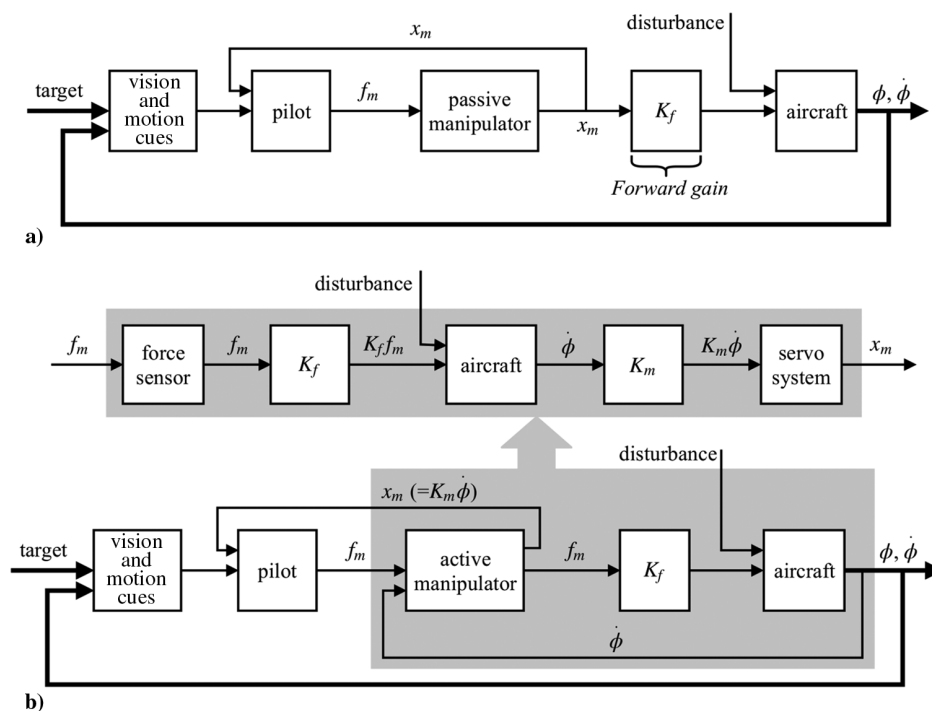 x_m
disturbance
target
vision
and
motion
cues
pilot
f_m
passive
manipulator
x_m
K_f
aircraft
ϕ, ϕ̇
Forward gain
a)
disturbance
f_m
force
sensor
f_m
K_f
K_f f_m
aircraft
ϕ̇
K_m
K_m ϕ̇
servo
system
x_m
disturbance
x_m (=K_m ϕ̇)
target
vision
and
motion
cues
pilot
f_m
active
manipulator
f_m
K_f
aircraft
ϕ, ϕ̇
ϕ̇
b)